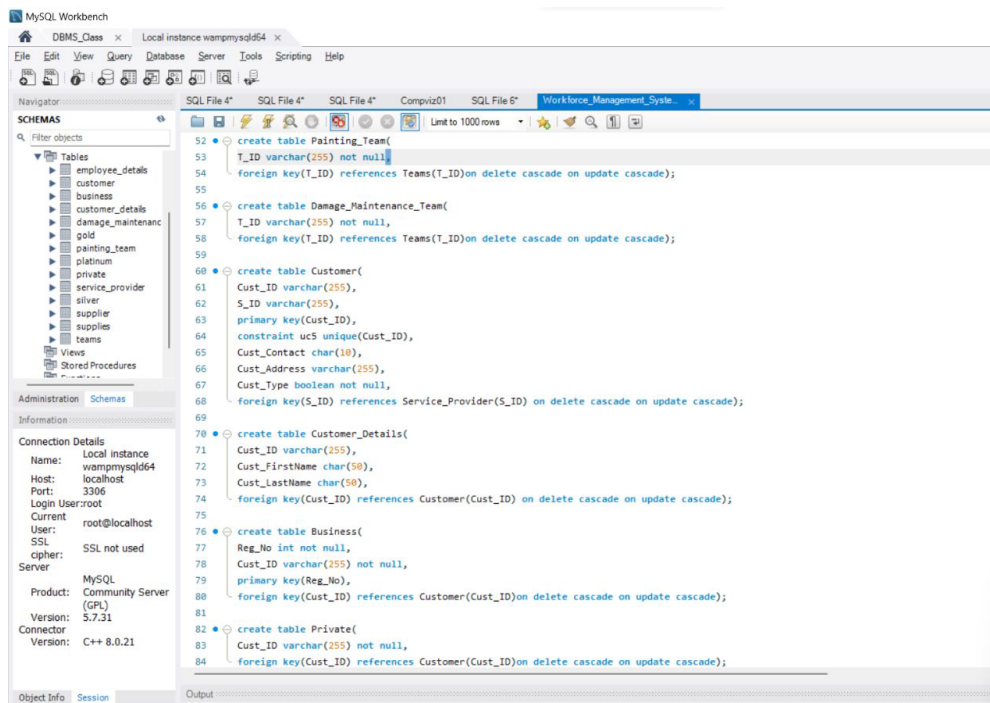 MySQL Workbench
DBMS_Class × Local instance wampmysqld64 ×
File Edit View Query Database Server Tools Scripting Help
Navigator
SCHEMAS
Filter objects
Tables
employee_details
customer
business
customer_details
damage_maintenanc
gold
painting_team
platinum
private
service_provider
silver
supplier
supplies
teams
Views
Stored Procedures
Administration Schemas
Information
Connection Details
Name: Local instance wampmysqld64
Host: localhost
Port: 3306
Login User:root
Current User: root@localhost
SSL cipher: SSL not used
Server
Product: MySQL Community Server (GPL)
Version: 5.7.31
Connector
Version: C++ 8.0.21
Object Info Session
SQL File 4* SQL File 4* SQL File 4* Compviz01 SQL File 6* Workforce_Management_Syste... ×
Limit to 1000 rows
52 create table Painting_Team(
53 T_ID varchar(255) not null,
54 foreign key(T_ID) references Teams(T_ID)on delete cascade on update cascade);
55
56 create table Damage_Maintenance_Team(
57 T_ID varchar(255) not null,
58 foreign key(T_ID) references Teams(T_ID)on delete cascade on update cascade);
59
60 create table Customer(
61 Cust_ID varchar(255),
62 S_ID varchar(255),
63 primary key(Cust_ID),
64 constraint uc5 unique(Cust_ID),
65 Cust_Contact char(10),
66 Cust_Address varchar(255),
67 Cust_Type boolean not null,
68 foreign key(S_ID) references Service_Provider(S_ID) on delete cascade on update cascade);
69
70 create table Customer_Details(
71 Cust_ID varchar(255),
72 Cust_FirstName char(50),
73 Cust_LastName char(50),
74 foreign key(Cust_ID) references Customer(Cust_ID) on delete cascade on update cascade);
75
76 create table Business(
77 Reg_No int not null,
78 Cust_ID varchar(255) not null,
79 primary key(Reg_No),
80 foreign key(Cust_ID) references Customer(Cust_ID)on delete cascade on update cascade);
81
82 create table Private(
83 Cust_ID varchar(255) not null,
84 foreign key(Cust_ID) references Customer(Cust_ID)on delete cascade on update cascade);
Output